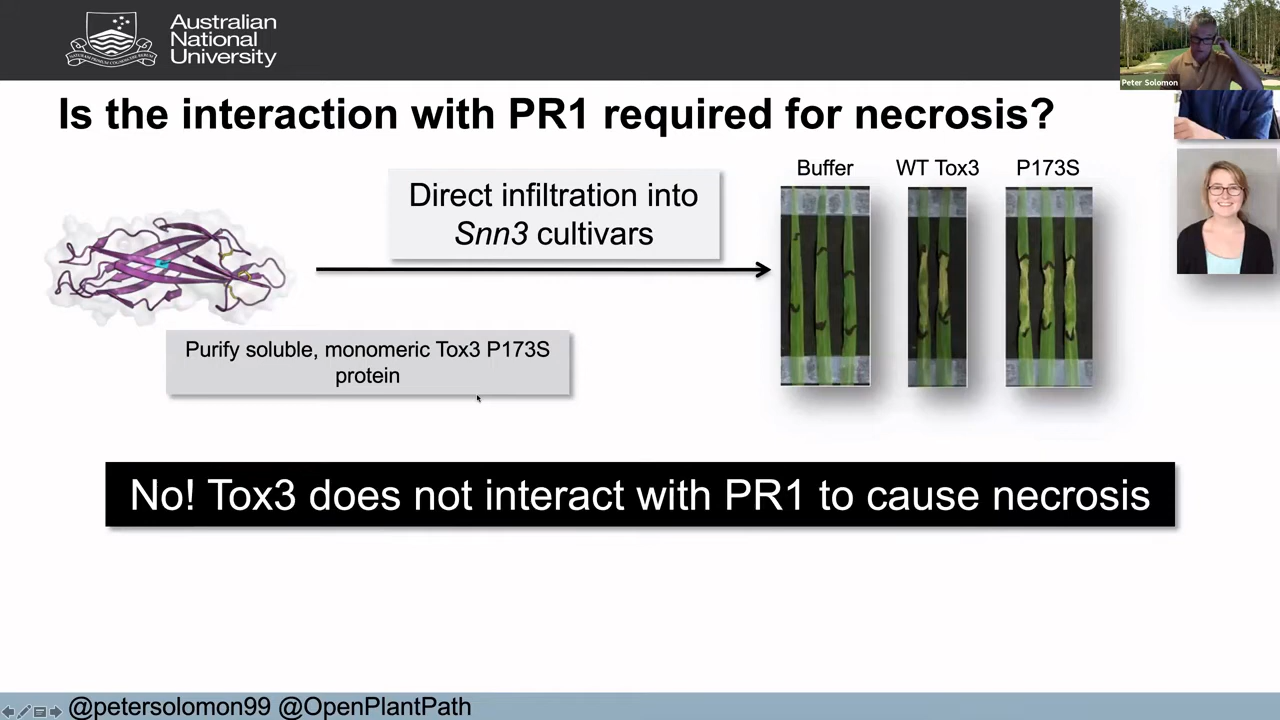 Australian
National
University
Peter Solomon
Is the interaction with PR1 required for necrosis?
Direct infiltration into
Snn3 cultivars
Buffer
WT Tox3
P173S
Purify soluble, monomeric Tox3 P173S
protein
No! Tox3 does not interact with PR1 to cause necrosis
@petersolomon99 @OpenPlantPath